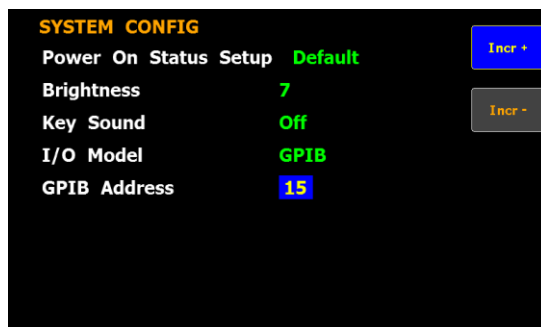 SYSTEM CONFIG
Power On Status Setup Default
Incr +
Brightness 7
Incr -
Key Sound Off
I/O Model GPIB
GPIB Address 15